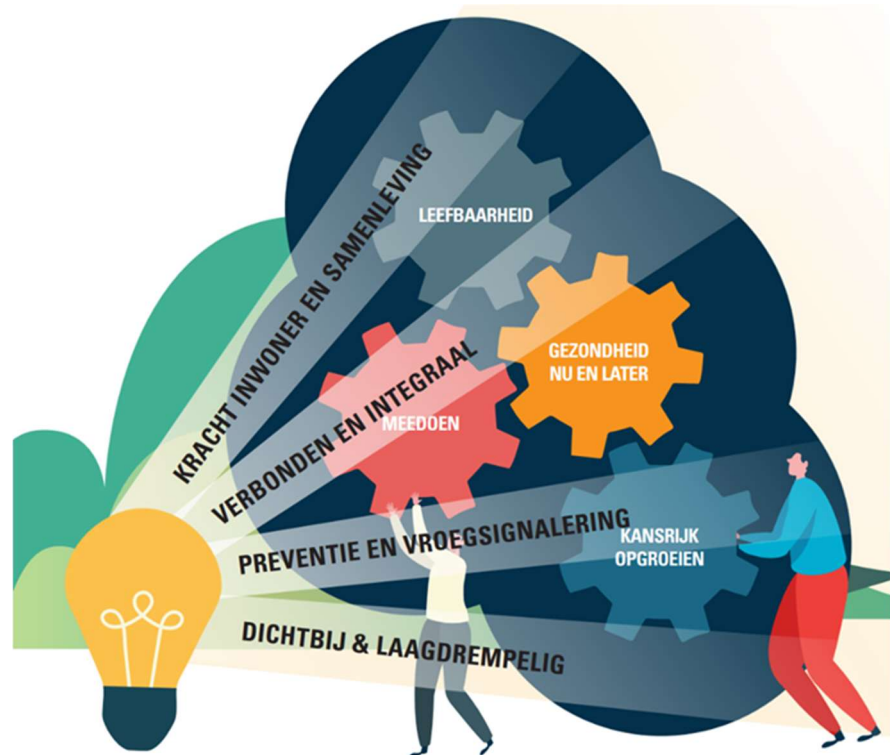 LEEFBAARHEID
GEZONDHEID
NU EN LATER
MEEDOEN
KANSRIJK
OPGROEIEN
KRACHT INWONER EN SAMENLEVING
VERBONDEN EN INTEGRAAL
PREVENTIE EN VROEGSIGNALERING
DICHTBIJ & LAAGDREMPELIG